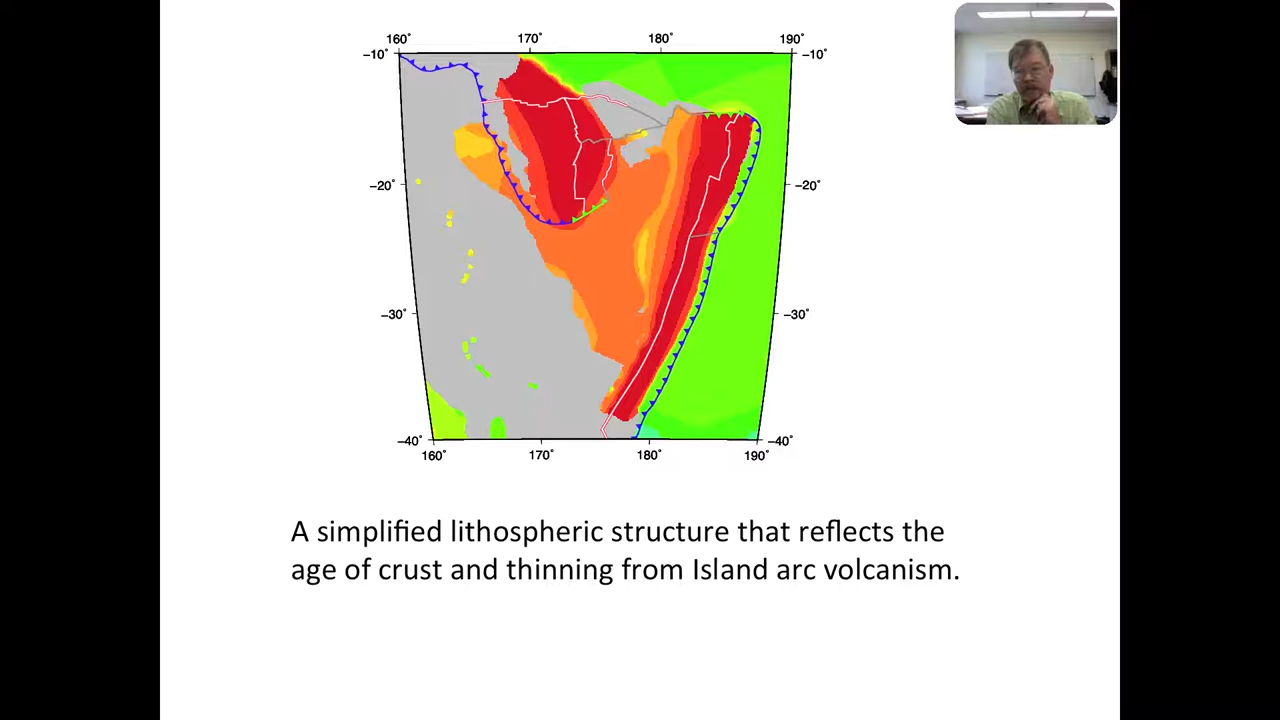 160˚ 170˚ 180˚ 190˚
−10˚ −10˚
−20˚ −20˚
−30˚ −30˚
−40˚ −40˚
160˚ 170˚ 180˚ 190˚
A simplified lithospheric structure that reflects the
age of crust and thinning from Island arc volcanism.